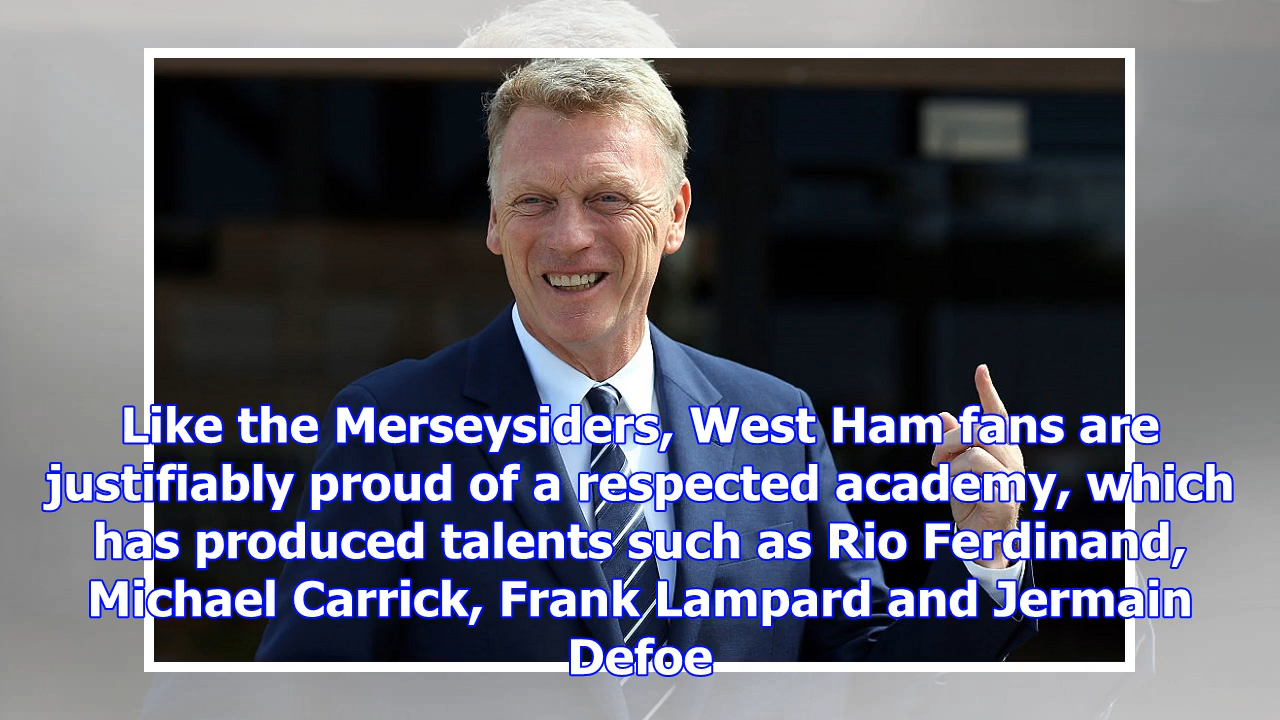 Like the Merseysiders, West Ham fans are
justifiably proud of a respected academy, which
has produced talents such as Rio Ferdinand,
Michael Carrick, Frank Lampard and Jermain
Defoe